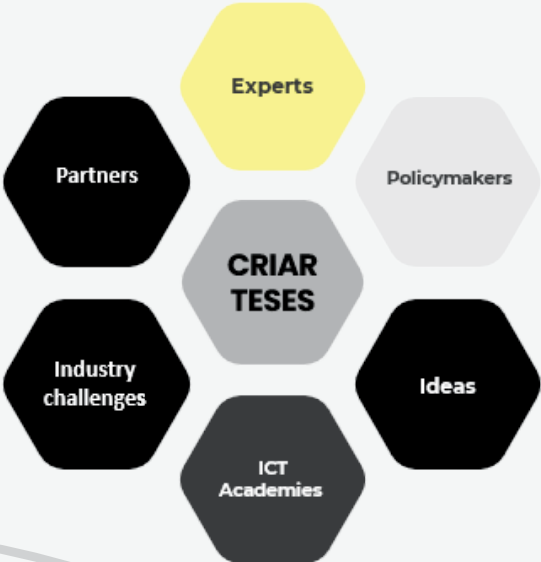 Experts
Partners
Policymakers
CRIAR
TESES
Industry
challenges
Ideas
ICT
Academies